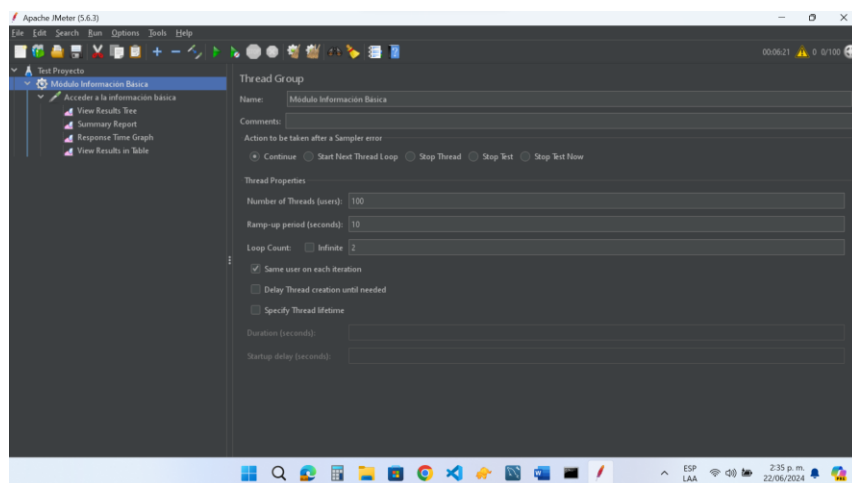 Apache JMeter (5.6.3)
File Edit Search Run Options Tools Help
00:06:21 0 0/100
Test Proyecto
Módulo Información Básica
Acceder a la información básica
View Results Tree
Summary Report
Response Time Graph
View Results in Table
Thread Group
Name: Módulo Información Básica
Comments:
Action to be taken after a Sampler error
Continue Start Next Thread Loop Stop Thread Stop Test Stop Test Now
Thread Properties
Number of Threads (users): 100
Ramp-up period (seconds): 10
Loop Count: Infinite 2
Same user on each iteration
Delay Thread creation until needed
Specify Thread lifetime
Duration (seconds):
Startup delay (seconds):
ESP
LAA
2:35 p. m.
22/06/2024